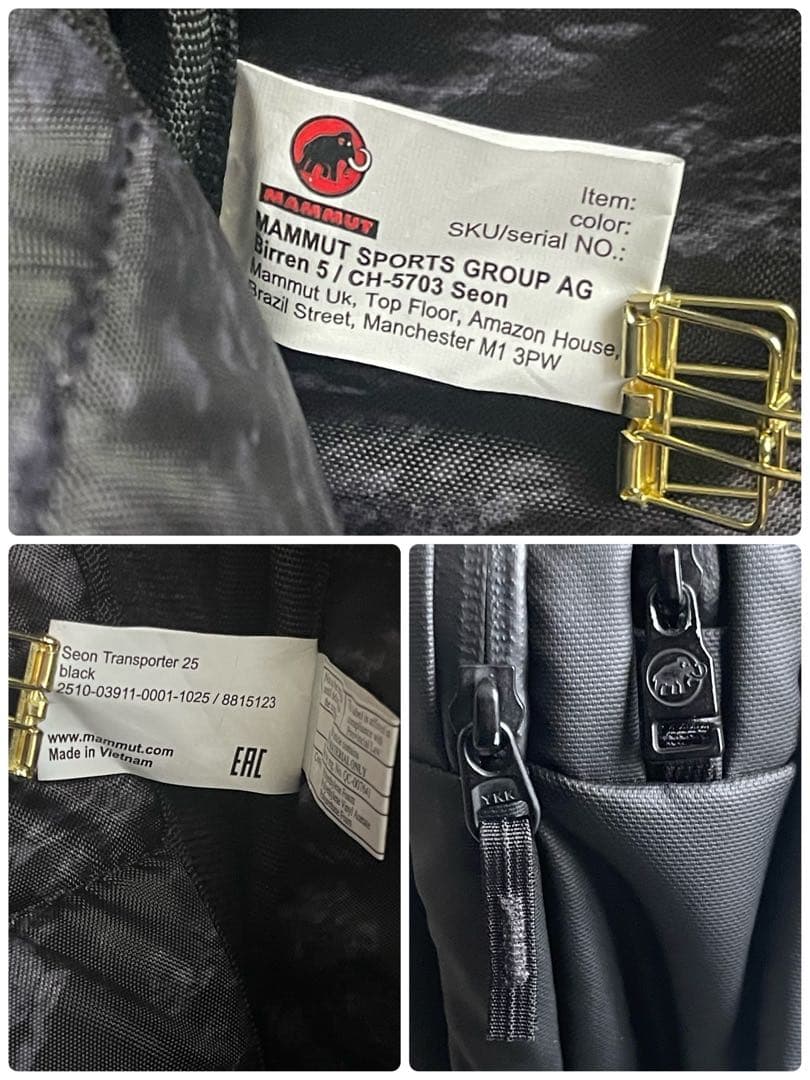 MAMMUT
Item:
color:
SKU/serial NO.:
MAMMUT SPORTS GROUP AG
Birren 5 / CH-5703 Seon
Mammut Uk, Top Floor, Amazon House,
Brazil Street, Manchester M1 3PW
Seon Transporter 25
black
2510-03911-0001-1025 / 8815123
www.mammut.com
Made in Vietnam
EAC
YKK